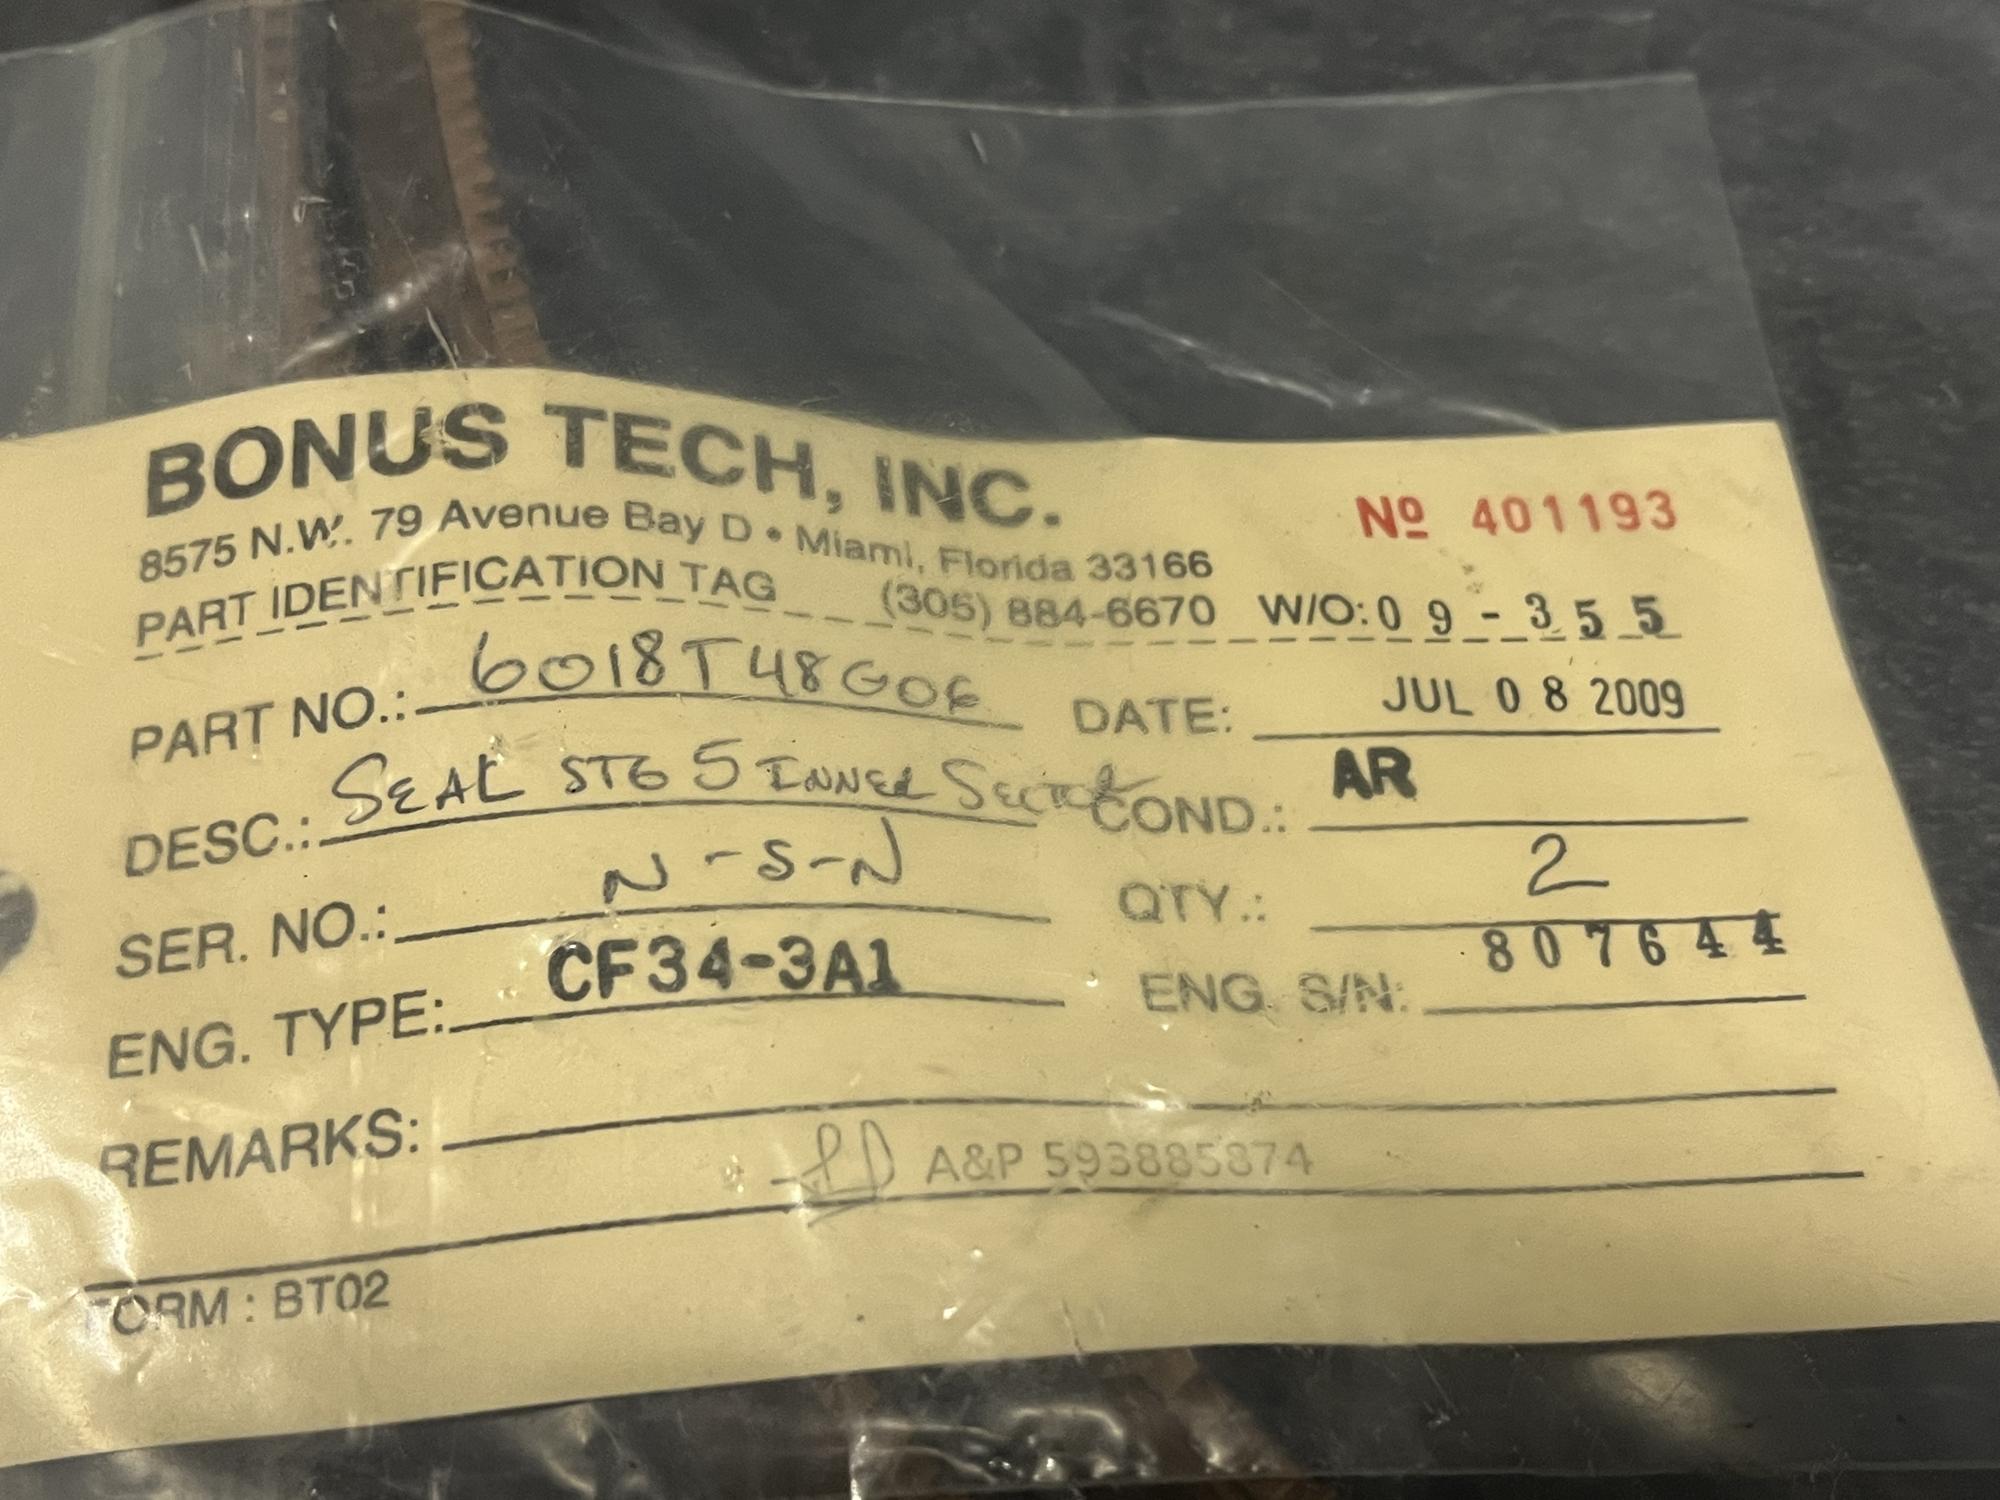 BONUS TECH, INC.
8575 N.W. 79 Avenue Bay D • Miami, Florida 33166
Nº 401193
PART IDENTIFICATION TAG (305) 884-6670 W/O: 09-355
PART NO.: 6018T48G06 DATE: JUL 08 2009
DESC.: SEAL STG 5 INNER SECTOR COND.: AR
SER. NO.: N-S-N QTY.: 2
ENG. TYPE: CF34-3A1 ENG. S/N: 807644
REMARKS:
A&P 593885874
FORM : BT02